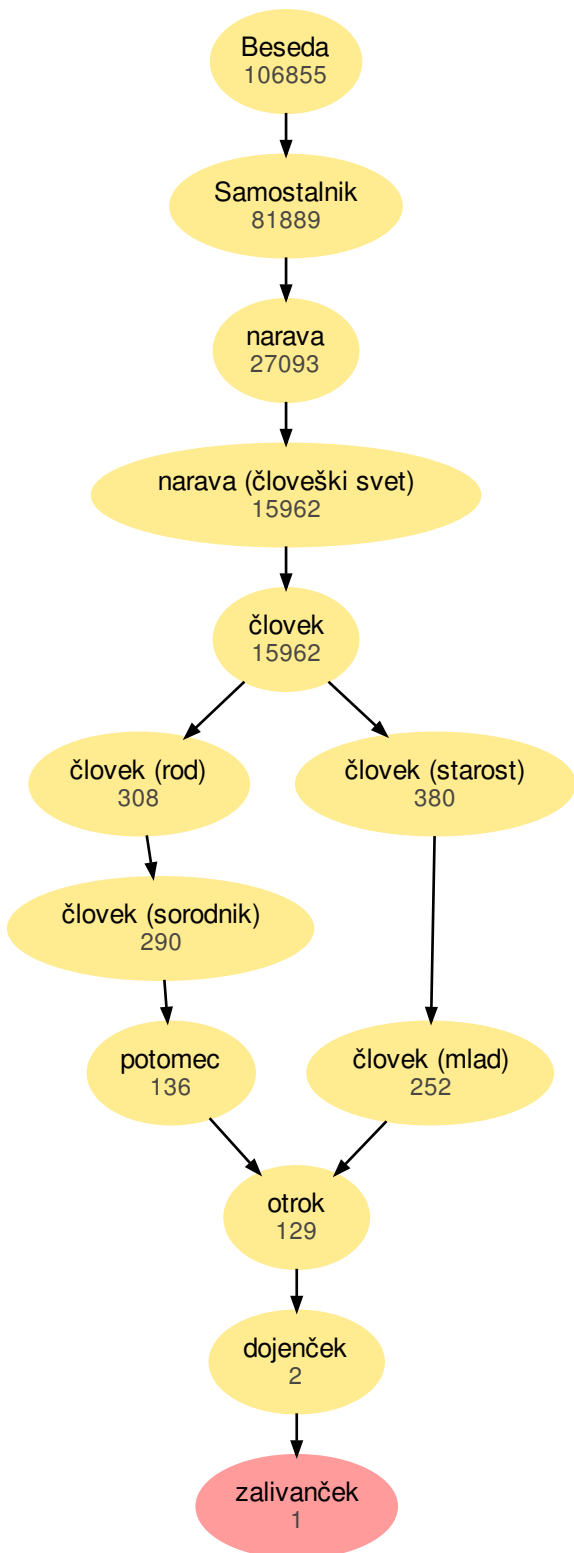 Beseda
106855
Samostalnik
81889
narava
27093
narava (človeški svet)
15962
človek
15962
človek (rod)
308
človek (starost)
380
človek (sorodnik)
290
potomec
136
človek (mlad)
252
otrok
129
dojenček
2
zalivanček
1